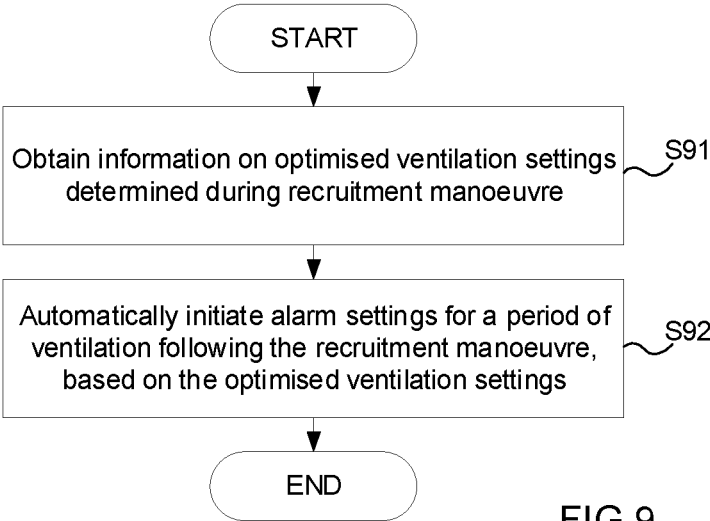 START
Obtain information on optimised ventilation settings
determined during recruitment manoeuvre
S91
Automatically initiate alarm settings for a period of
ventilation following the recruitment manoeuvre,
based on the optimised ventilation settings
S92
END
FIG 9